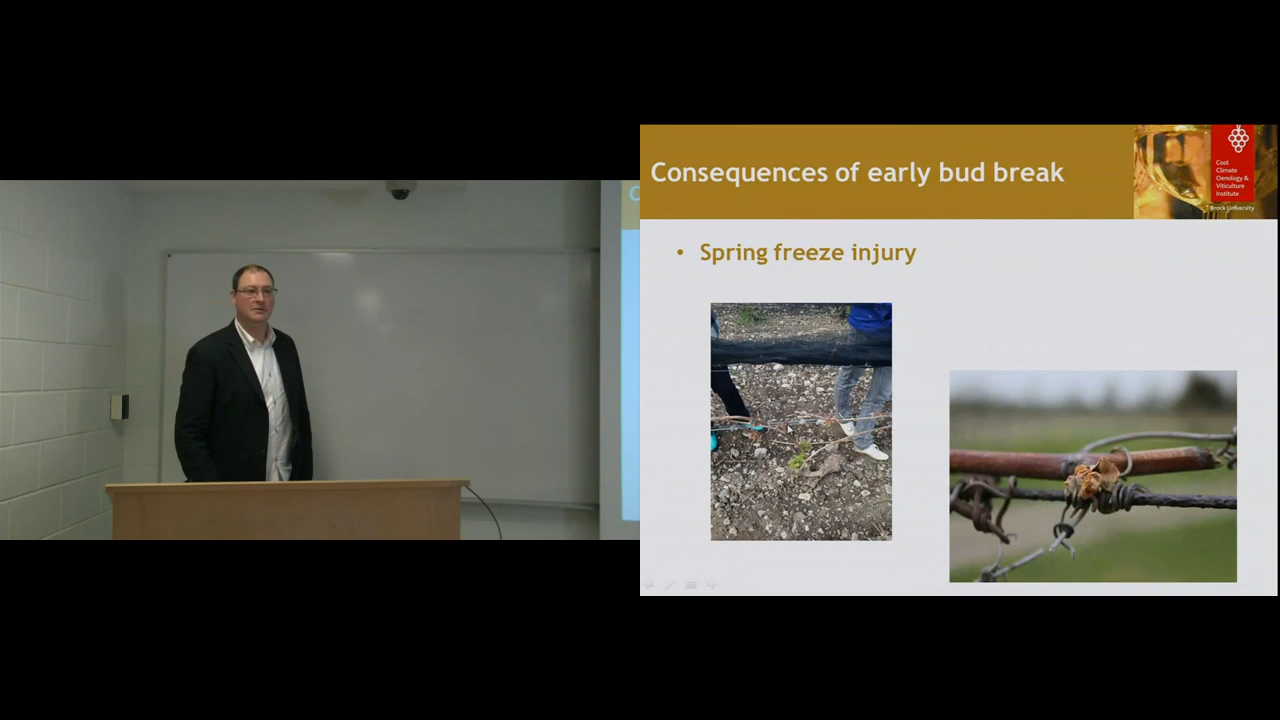 Consequences of early bud break
Cool
Climate
Oenology &
Viticulture
Institute
Brock University
• Spring freeze injury